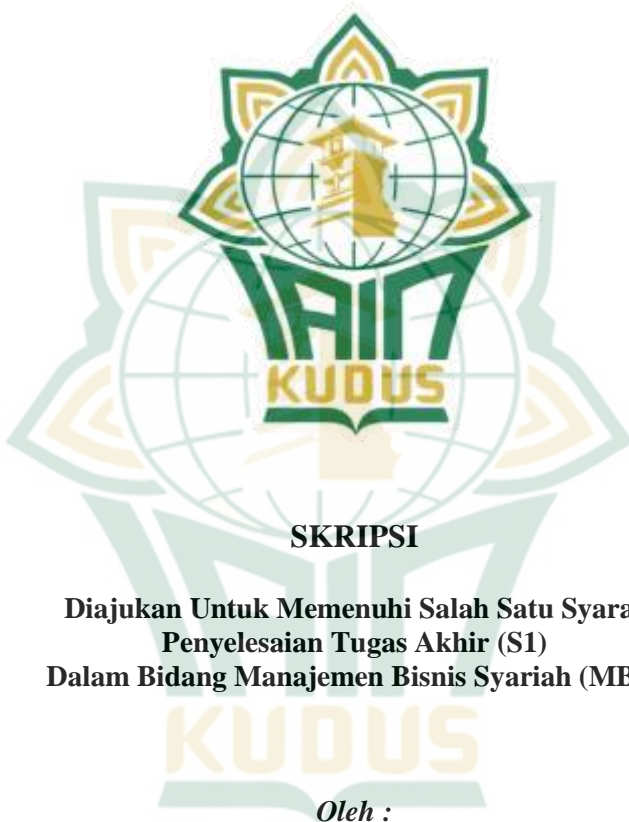 IAIN
KUDUS
SKRIPSI
Diajukan Untuk Memenuhi Salah Satu Syara
Penyelesaian Tugas Akhir (S1)
Dalam Bidang Manajemen Bisnis Syariah (MB
KUDUS
Oleh :